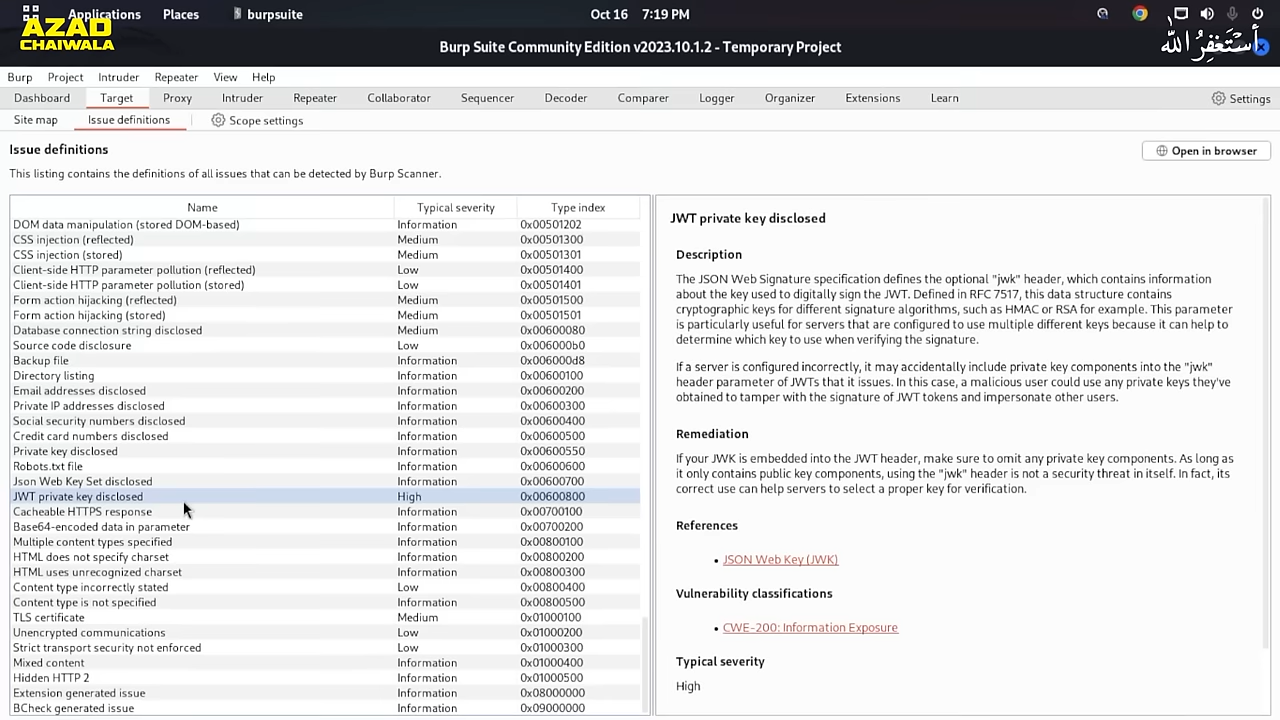 Applications Places burpsuite Oct 16 7:19 PM
AZAD
CHAIWALA
أستغفر الله
Burp Suite Community Edition v2023.10.1.2 - Temporary Project
Burp Project Intruder Repeater View Help
Dashboard Target Proxy Intruder Repeater Collaborator Sequencer Decoder Comparer Logger Organizer Extensions Learn Settings
Site map Issue definitions Scope settings
Issue definitions
Open in browser
This listing contains the definitions of all issues that can be detected by Burp Scanner.
Name Typical severity Type index
DOM data manipulation (stored DOM-based) Information 0x00501202
CSS injection (reflected) Medium 0x00501300
CSS injection (stored) Medium 0x00501301
Client-side HTTP parameter pollution (reflected) Low 0x00501400
Client-side HTTP parameter pollution (stored) Low 0x00501401
Form action hijacking (reflected) Medium 0x00501500
Form action hijacking (stored) Medium 0x00501501
Database connection string disclosed Medium 0x00600080
Source code disclosure Low 0x006000b0
Backup file Information 0x006000d8
Directory listing Information 0x00600100
Email addresses disclosed Information 0x00600200
Private IP addresses disclosed Information 0x00600300
Social security numbers disclosed Information 0x00600400
Credit card numbers disclosed Information 0x00600500
Private key disclosed Information 0x00600550
Robots.txt file Information 0x00600600
Json Web Key Set disclosed Information 0x00600700
JWT private key disclosed High 0x00600800
Cacheable HTTPS response Information 0x00700100
Base64-encoded data in parameter Information 0x00700200
Multiple content types specified Information 0x00800100
HTML does not specify charset Information 0x00800200
HTML uses unrecognized charset Information 0x00800300
Content type incorrectly stated Low 0x00800400
Content type is not specified Information 0x00800500
TLS certificate Medium 0x01000100
Unencrypted communications Low 0x01000200
Strict transport security not enforced Low 0x01000300
Mixed content Information 0x01000400
Hidden HTTP 2 Information 0x01000500
Extension generated issue Information 0x08000000
BCheck generated issue Information 0x09000000
JWT private key disclosed
Description
The JSON Web Signature specification defines the optional "jwk" header, which contains information
about the key used to digitally sign the JWT. Defined in RFC 7517, this data structure contains
cryptographic keys for different signature algorithms, such as HMAC or RSA for example. This parameter
is particularly useful for servers that are configured to use multiple different keys because it can help to
determine which key to use when verifying the signature.
If a server is configured incorrectly, it may accidentally include private key components into the "jwk"
header parameter of JWTs that it issues. In this case, a malicious user could use any private keys they've
obtained to tamper with the signature of JWT tokens and impersonate other users.
Remediation
If your JWK is embedded into the JWT header, make sure to omit any private key components. As long as
it only contains public key components, using the "jwk" header is not a security threat in itself. In fact, its
correct use can help servers to select a proper key for verification.
References
• JSON Web Key (JWK)
Vulnerability classifications
• CWE-200: Information Exposure
Typical severity
High